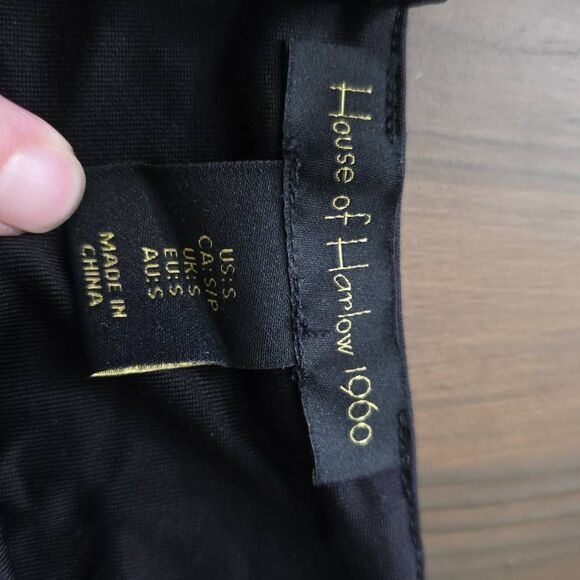 House of Harlow 1960
US:S
CA: S/P
UK:S
EU:S
AU:S
MADE IN
CHINA